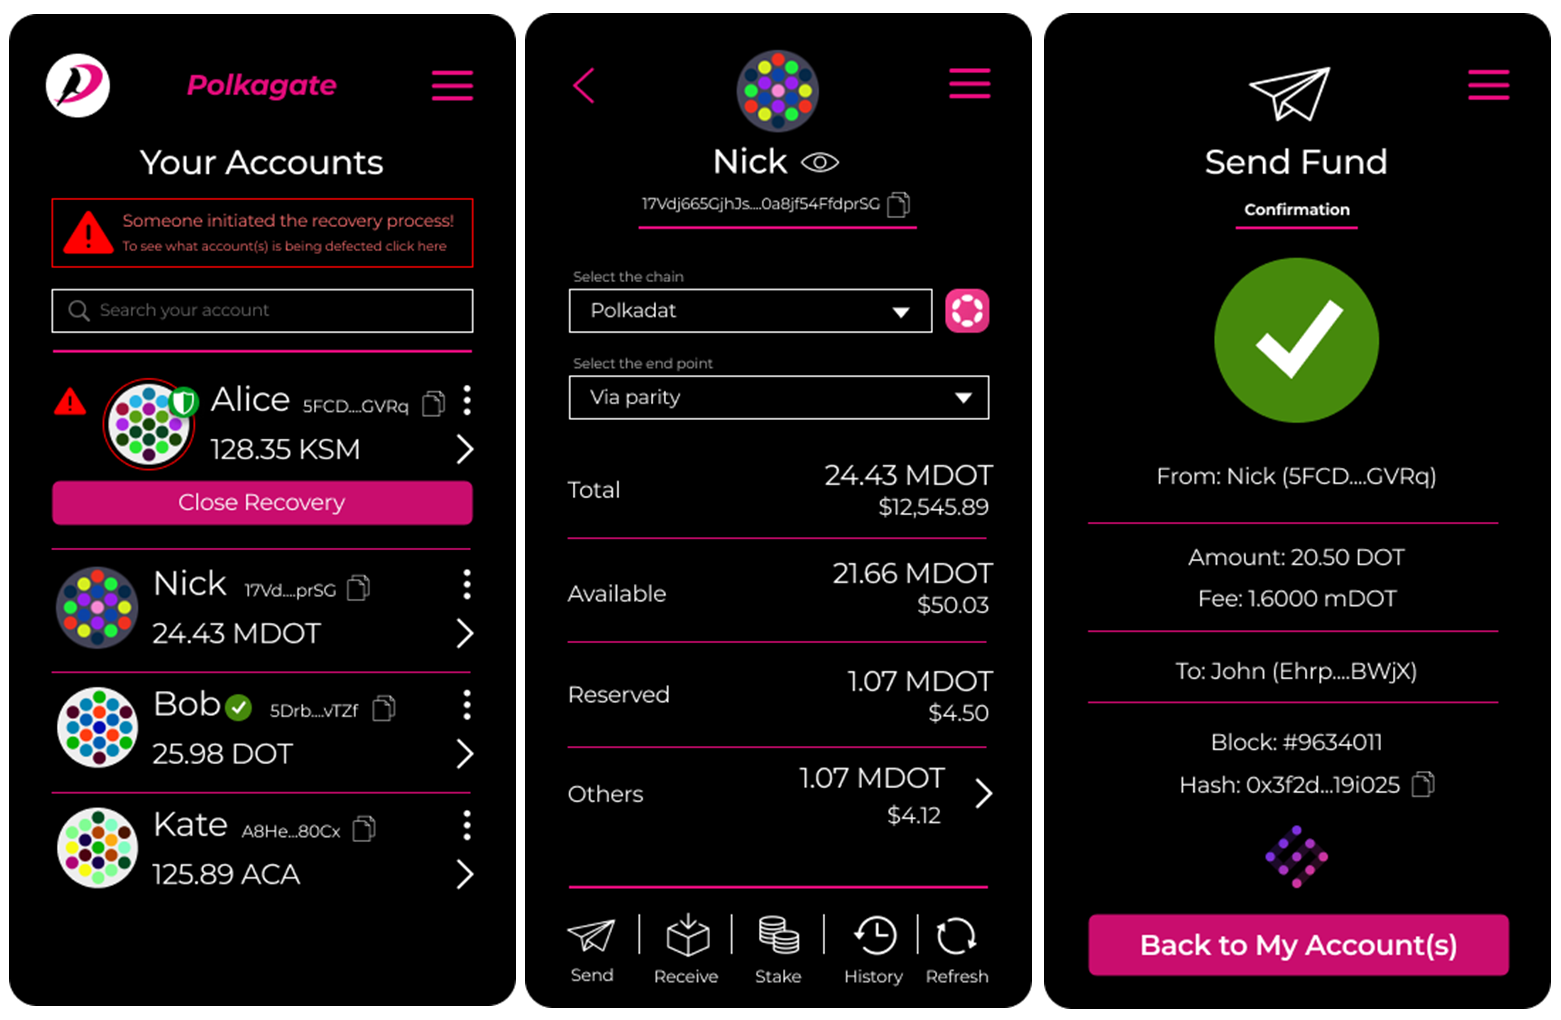 Polkagate
Your Accounts
Someone initiated the recovery process!
To see what account(s) is being defected click here
Search your account
Alice 5FCD....GVRq
128.35 KSM
Close Recovery
Nick 17Vd....prSG
24.43 MDOT
Bob 5Drb....vTZf
25.98 DOT
Kate A8He...80Cx
125.89 ACA
Nick
17Vdj665GjhJs....0a8jf54FfdprSG
Select the chain
Polkadat
Select the end point
Via parity
Total 24.43 MDOT
$12,545.89
Available 21.66 MDOT
$50.03
Reserved 1.07 MDOT
$4.50
Others 1.07 MDOT
$4.12
Send Receive Stake History Refresh
Send Fund
Confirmation
From: Nick (5FCD....GVRq)
Amount: 20.50 DOT
Fee: 1.6000 mDOT
To: John (Ehrp....BWjX)
Block: #9634011
Hash: 0x3f2d...19i025
Back to My Account(s)